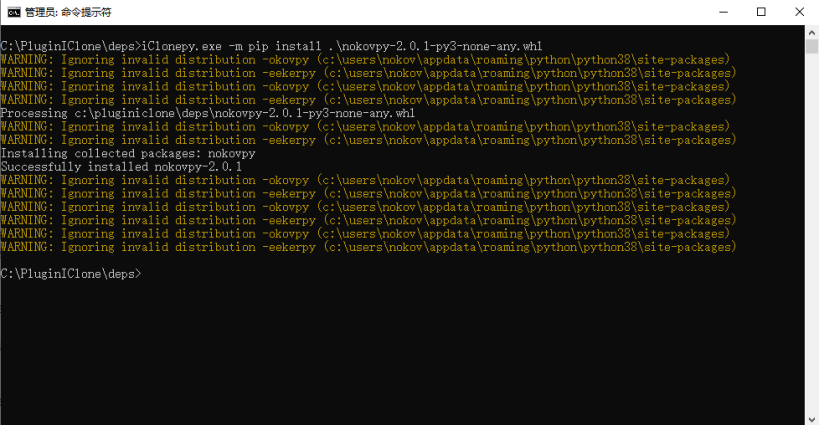 管理员: 命令提示符
C:\PluginIClone\deps>iClonepy.exe -m pip install .\nokovpy-2.0.1-py3-none-any.whl
WARNING: Ignoring invalid distribution -okovpy (c:\users\nokov\appdata\roaming\python\python38\site-packages)
WARNING: Ignoring invalid distribution -eekerpy (c:\users\nokov\appdata\roaming\python\python38\site-packages)
WARNING: Ignoring invalid distribution -okovpy (c:\users\nokov\appdata\roaming\python\python38\site-packages)
WARNING: Ignoring invalid distribution -eekerpy (c:\users\nokov\appdata\roaming\python\python38\site-packages)
Processing c:\pluginiclone\deps\nokovpy-2.0.1-py3-none-any.whl
WARNING: Ignoring invalid distribution -okovpy (c:\users\nokov\appdata\roaming\python\python38\site-packages)
WARNING: Ignoring invalid distribution -eekerpy (c:\users\nokov\appdata\roaming\python\python38\site-packages)
Installing collected packages: nokovpy
Successfully installed nokovpy-2.0.1
WARNING: Ignoring invalid distribution -okovpy (c:\users\nokov\appdata\roaming\python\python38\site-packages)
WARNING: Ignoring invalid distribution -eekerpy (c:\users\nokov\appdata\roaming\python\python38\site-packages)
WARNING: Ignoring invalid distribution -okovpy (c:\users\nokov\appdata\roaming\python\python38\site-packages)
WARNING: Ignoring invalid distribution -eekerpy (c:\users\nokov\appdata\roaming\python\python38\site-packages)
WARNING: Ignoring invalid distribution -okovpy (c:\users\nokov\appdata\roaming\python\python38\site-packages)
WARNING: Ignoring invalid distribution -eekerpy (c:\users\nokov\appdata\roaming\python\python38\site-packages)
C:\PluginIClone\deps>